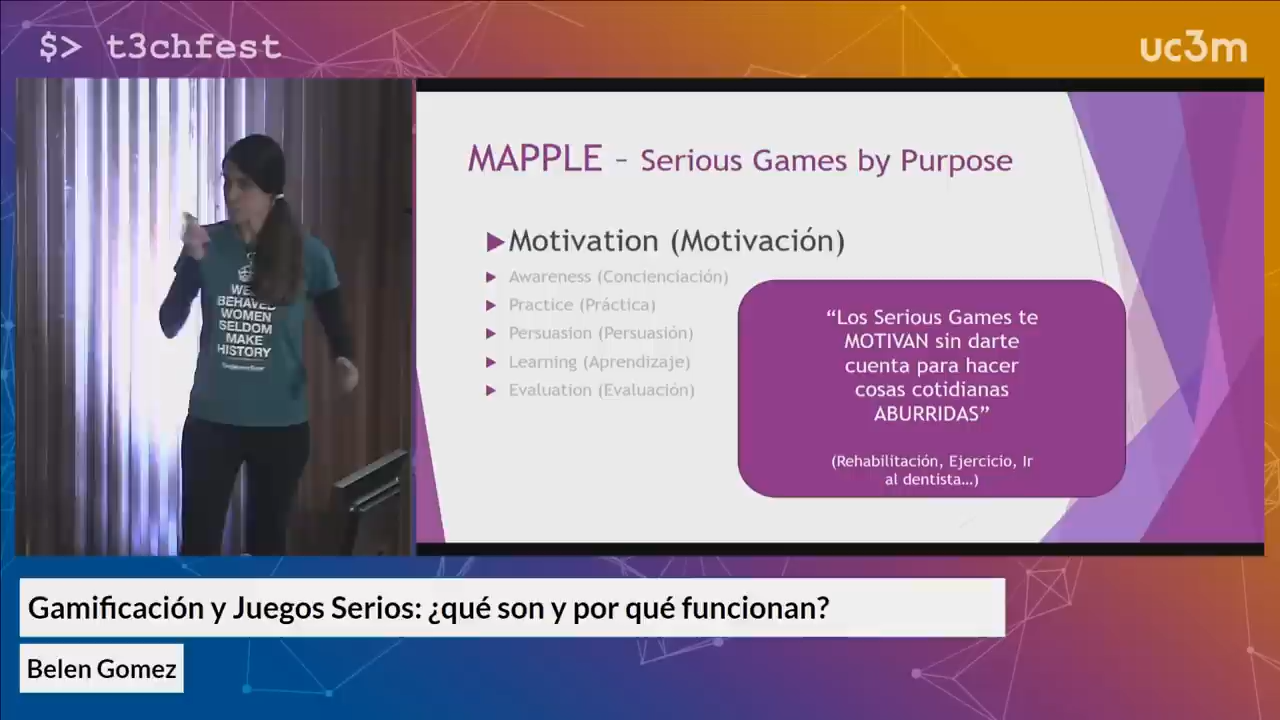 $> t3chfest
uc3m
MAPPLE – Serious Games by Purpose
Motivation (Motivación)
Awareness (Concienciación)
Practice (Práctica)
Persuasion (Persuasión)
Learning (Aprendizaje)
Evaluation (Evaluación)
“Los Serious Games te
MOTIVAN sin darte
cuenta para hacer
cosas cotidianas
ABURRIDAS”
(Rehabilitación, Ejercicio, Ir
al dentista…)
BEHAVED
WOMEN
SELDOM
MAKE
HISTORY
Gamificación y Juegos Serios: ¿qué son y por qué funcionan?
Belen Gomez